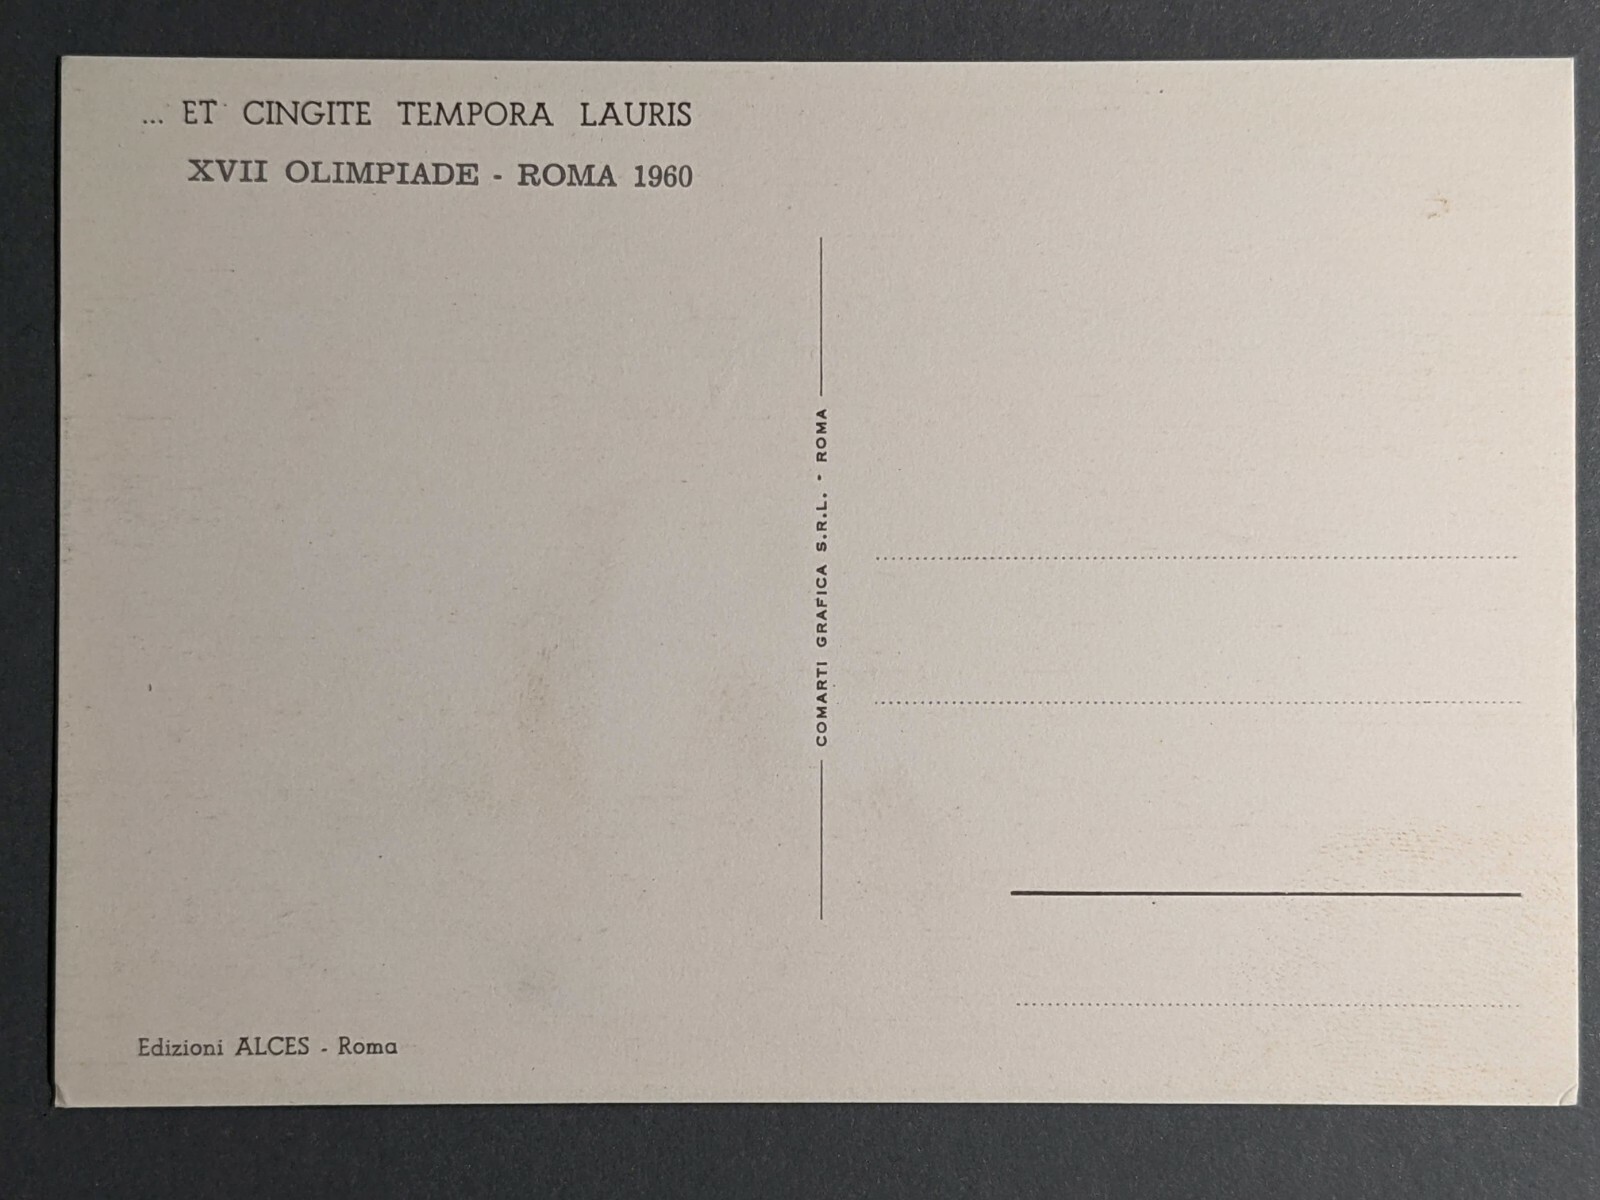 ... ET CINGITE TEMPORA LAURIS
XVII OLIMPIADE - ROMA 1960
COMARTI GRAFICA S.R.L. - ROMA
Edizioni ALCES - Roma